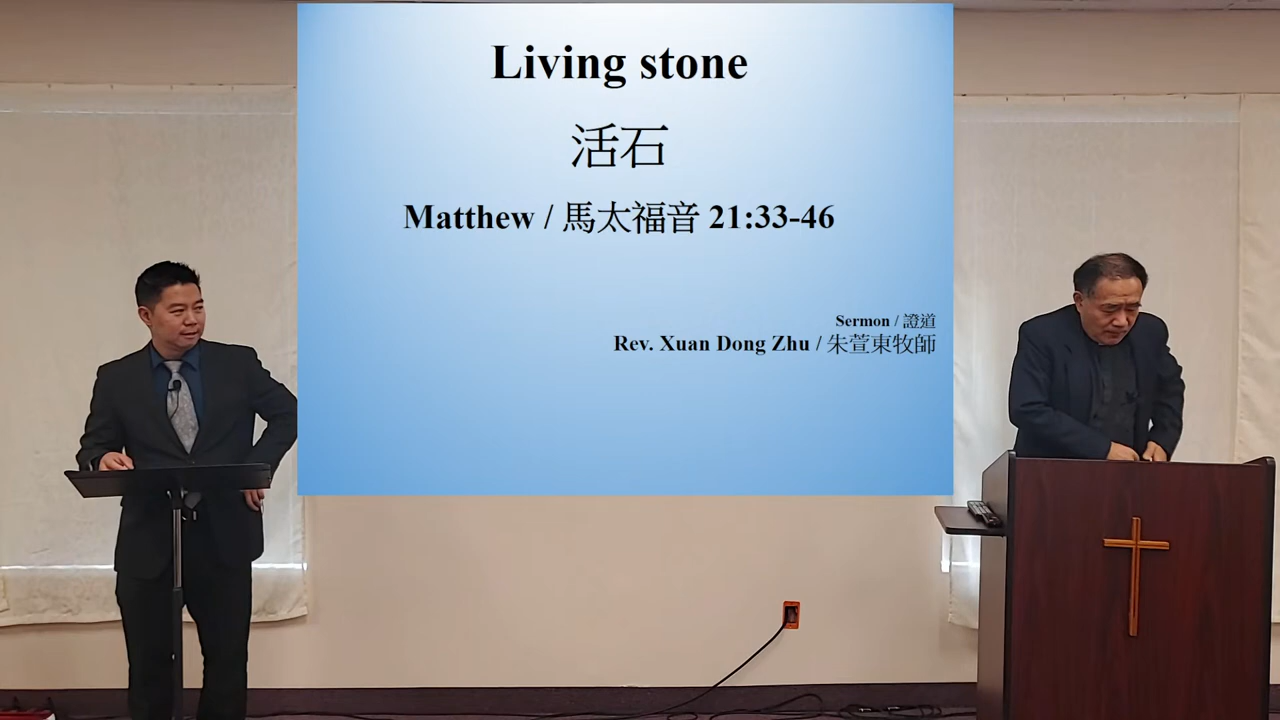 Living stone
活石
Matthew / 馬太福音 21:33-46
Sermon / 證道
Rev. Xuan Dong Zhu / 朱萱東牧師